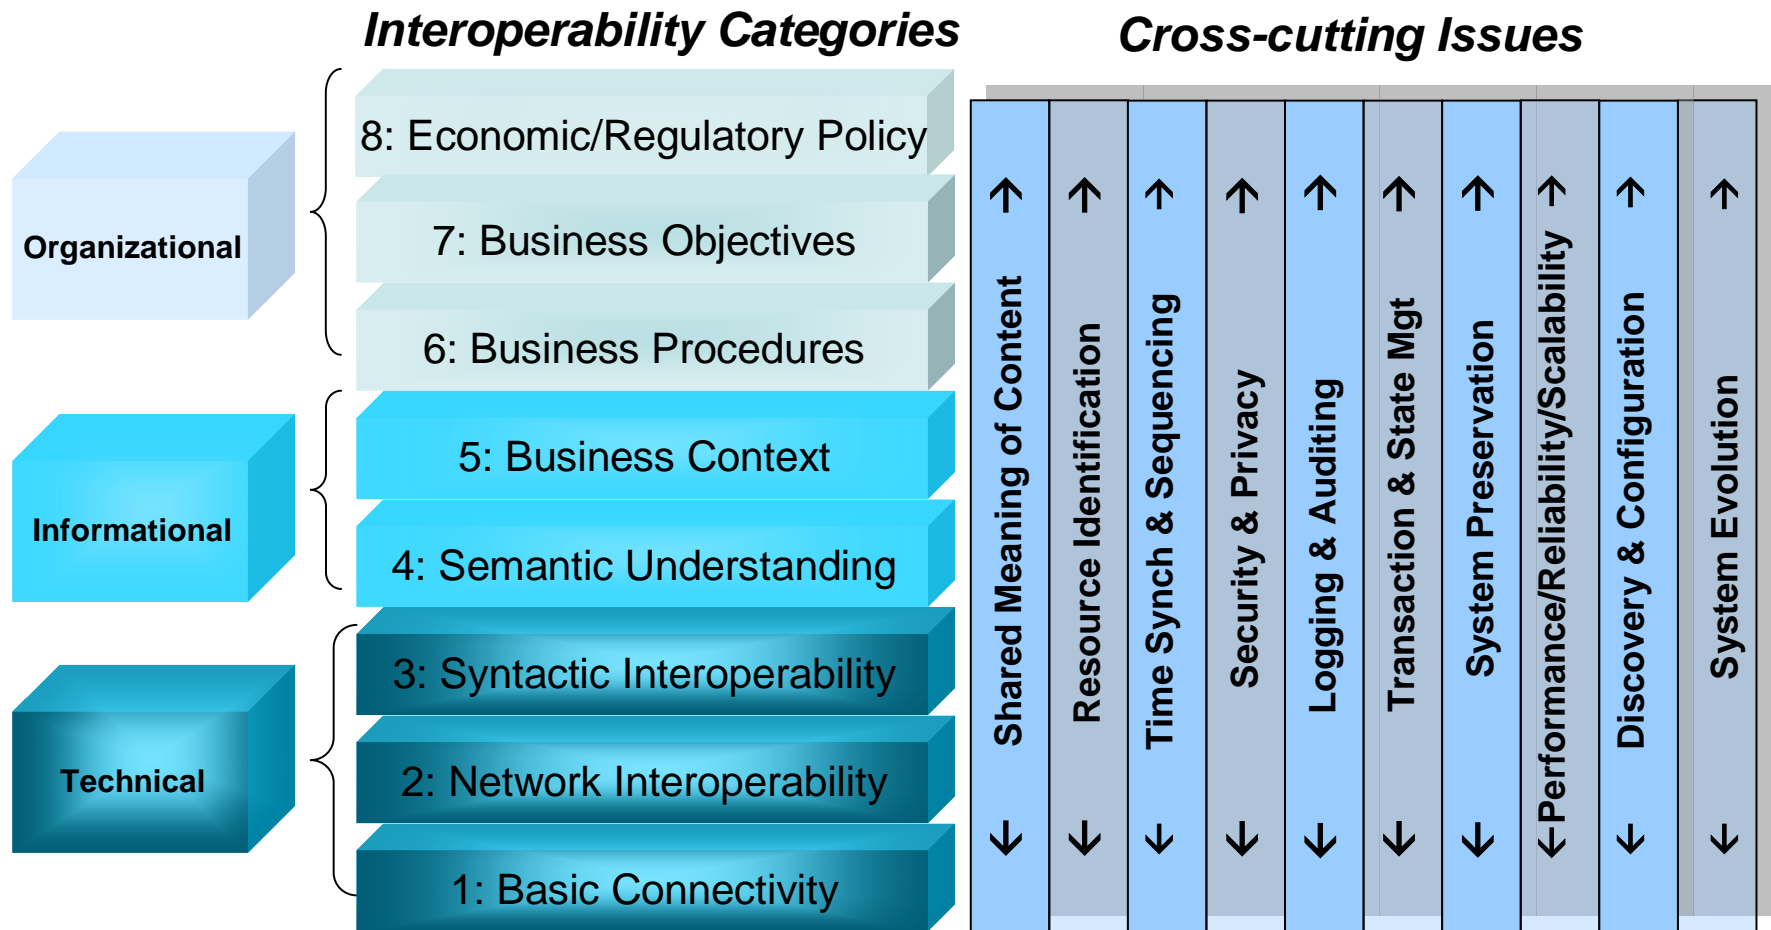 Interoperability Categories
Cross-cutting Issues
Organizational
8: Economic/Regulatory Policy
7: Business Objectives
6: Business Procedures
Informational
5: Business Context
4: Semantic Understanding
Technical
3: Syntactic Interoperability
2: Network Interoperability
1: Basic Connectivity
Shared Meaning of Content
Resource Identification
Time Synch & Sequencing
Security & Privacy
Logging & Auditing
Transaction & State Mgt
System Preservation
Performance/Reliability/Scalability
Discovery & Configuration
System Evolution